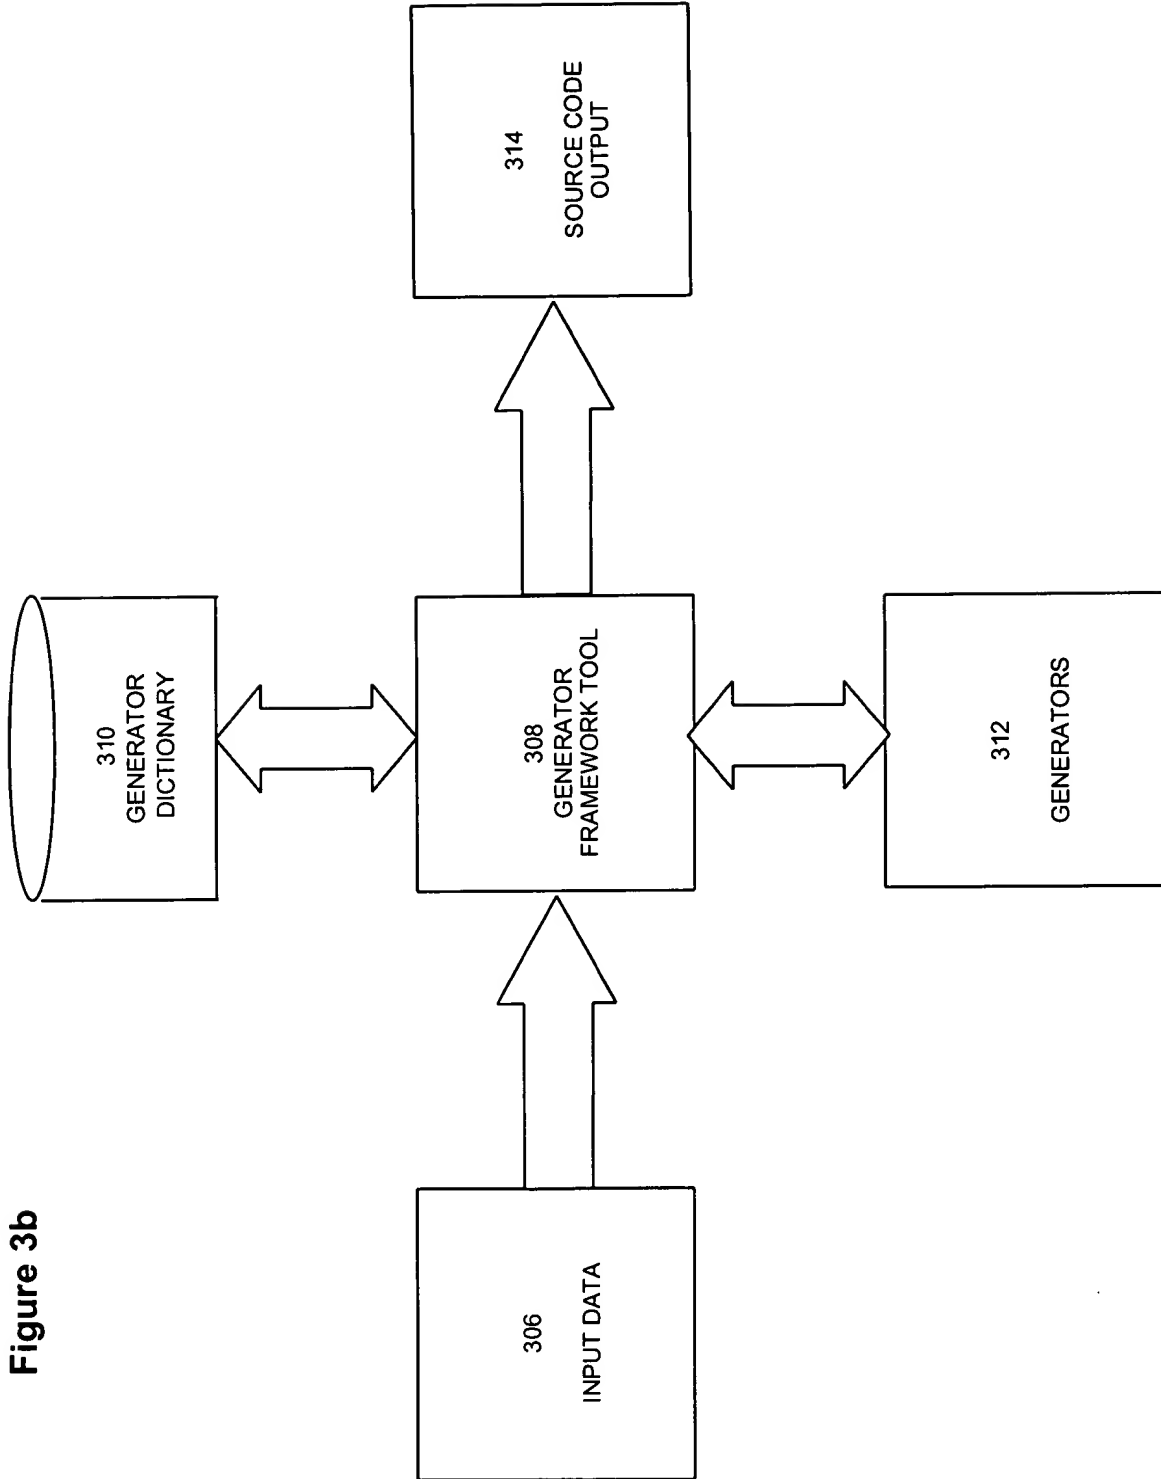 Figure 3b
310
GENERATOR
DICTIONARY
306
INPUT DATA
308
GENERATOR
FRAMEWORK TOOL
314
SOURCE CODE
OUTPUT
312
GENERATORS